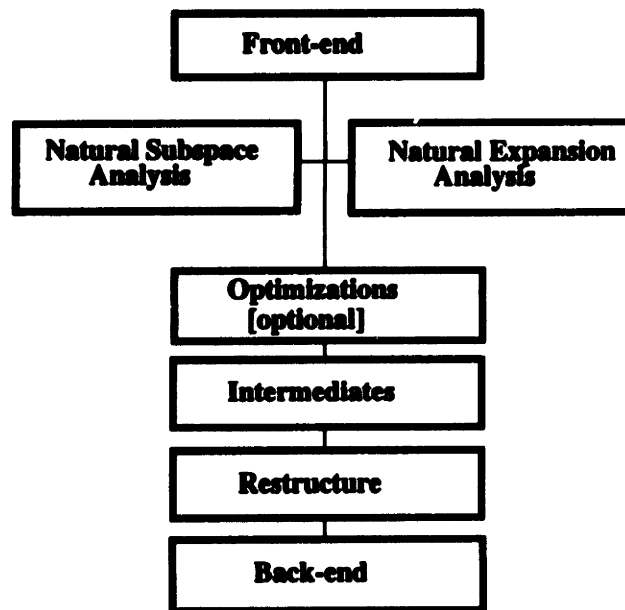 Front-end
Natural Subspace
Analysis
Natural Expansion
Analysis
Optimizations
[optional]
Intermediates
Restructure
Back-end